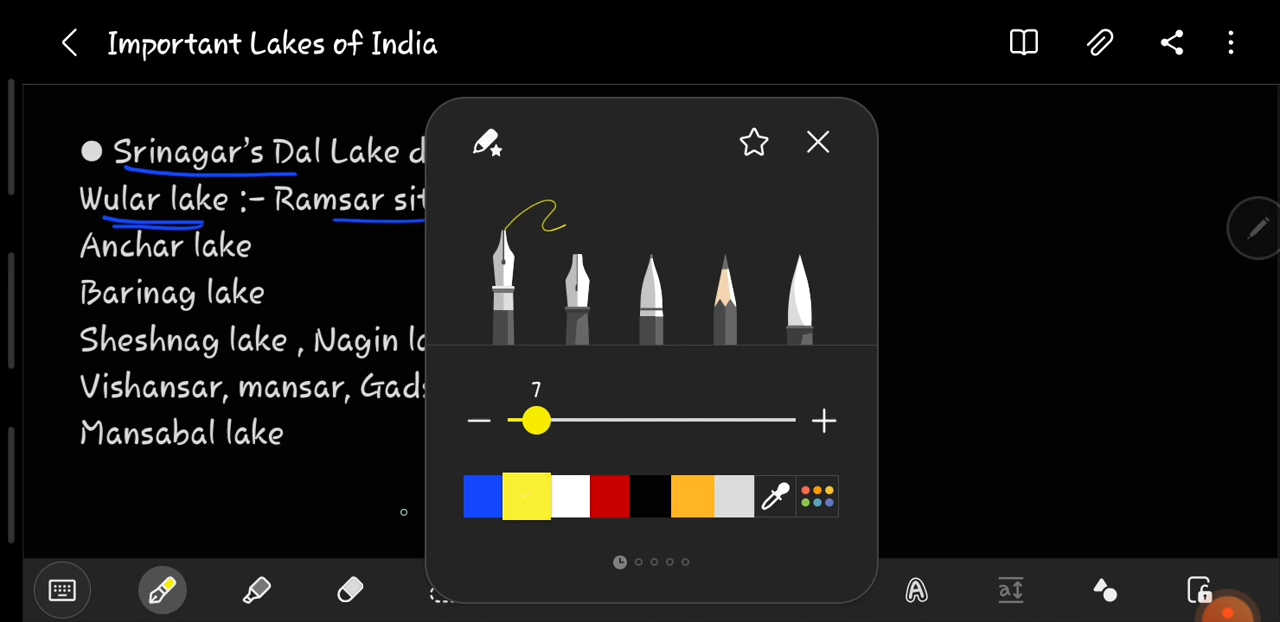 Important Lakes of India
● Srinagar's Dal Lake
Wular lake :- Ramsar
Anchar lake
Barinag lake
Sheshnag lake , Nagin
Vishansar, mansar,
Mansabal lake
7